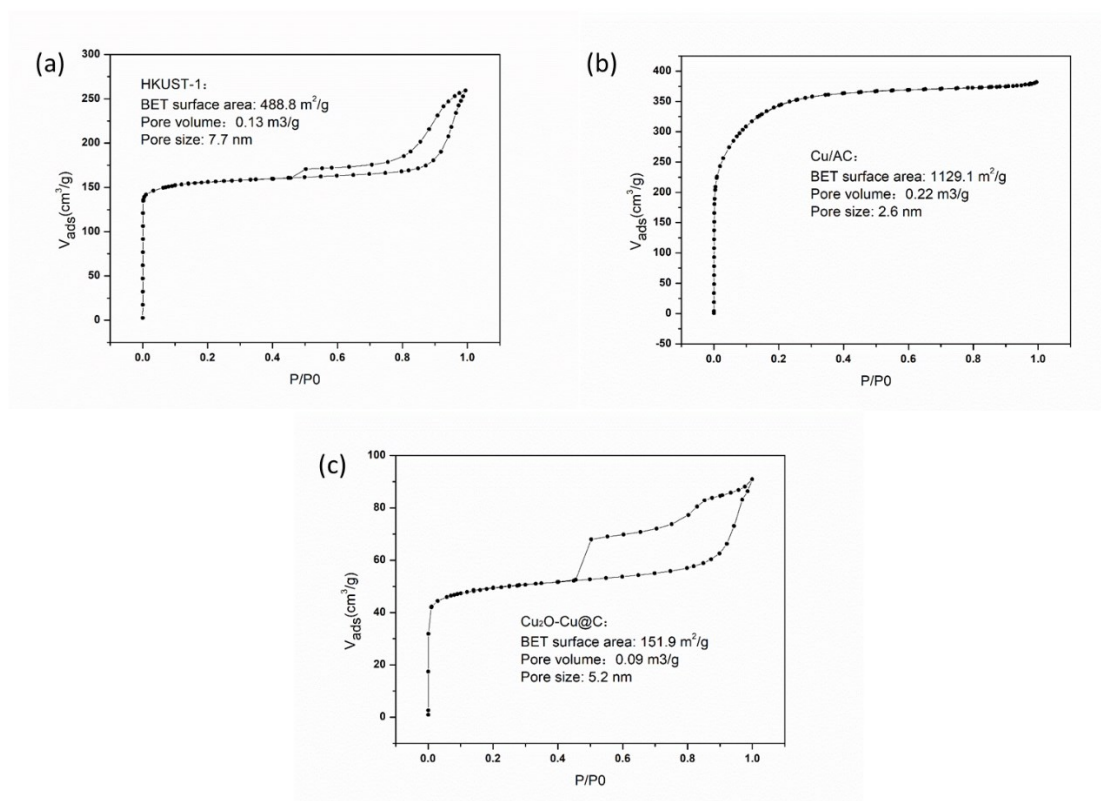 (a)
300
250
200
150
100
50
0
V_ads(cm³/g)
HKUST-1：
BET surface area: 488.8 m²/g
Pore volume：0.13 m3/g
Pore size: 7.7 nm
0.0 0.2 0.4 0.6 0.8 1.0
P/P0
(b)
400
350
300
250
200
150
100
50
0
-50
V_ads(cm³/g)
Cu/AC：
BET surface area: 1129.1 m²/g
Pore volume：0.22 m3/g
Pore size: 2.6 nm
0.0 0.2 0.4 0.6 0.8 1.0
P/P0
(c)
100
80
60
40
20
0
V_ads(cm³/g)
Cu₂O-Cu@C：
BET surface area: 151.9 m²/g
Pore volume：0.09 m3/g
Pore size: 5.2 nm
0.0 0.2 0.4 0.6 0.8 1.0
P/P0